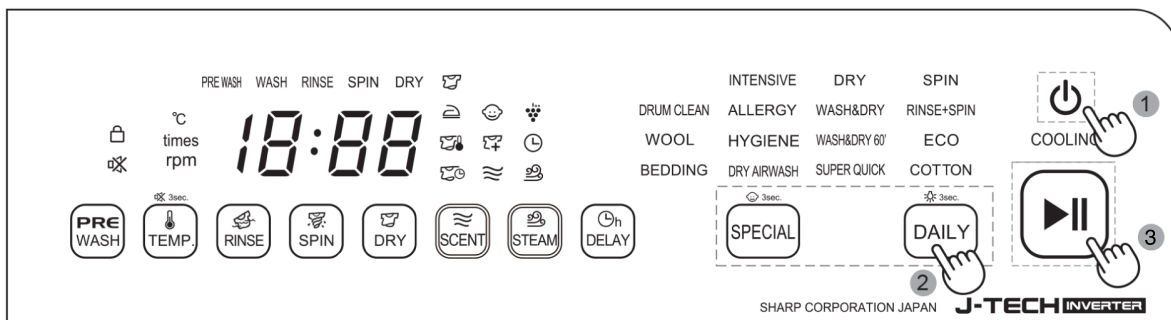 PRE WASH WASH RINSE SPIN DRY
INTENSIVE DRY SPIN
DRUM CLEAN ALLERGY WASH&DRY RINSE+SPIN
°C
times
rpm
18:88
WOOL HYGIENE WASH&DRY 60' ECO
COOLING
BEDDING DRY AIRWASH SUPER QUICK COTTON
1
3sec.
PRE WASH
TEMP.
RINSE
SPIN
DRY
SCENT
STEAM
h
DELAY
3sec.
SPECIAL
3sec.
DAILY
2
3
SHARP CORPORATION JAPAN J-TECH INVERTER